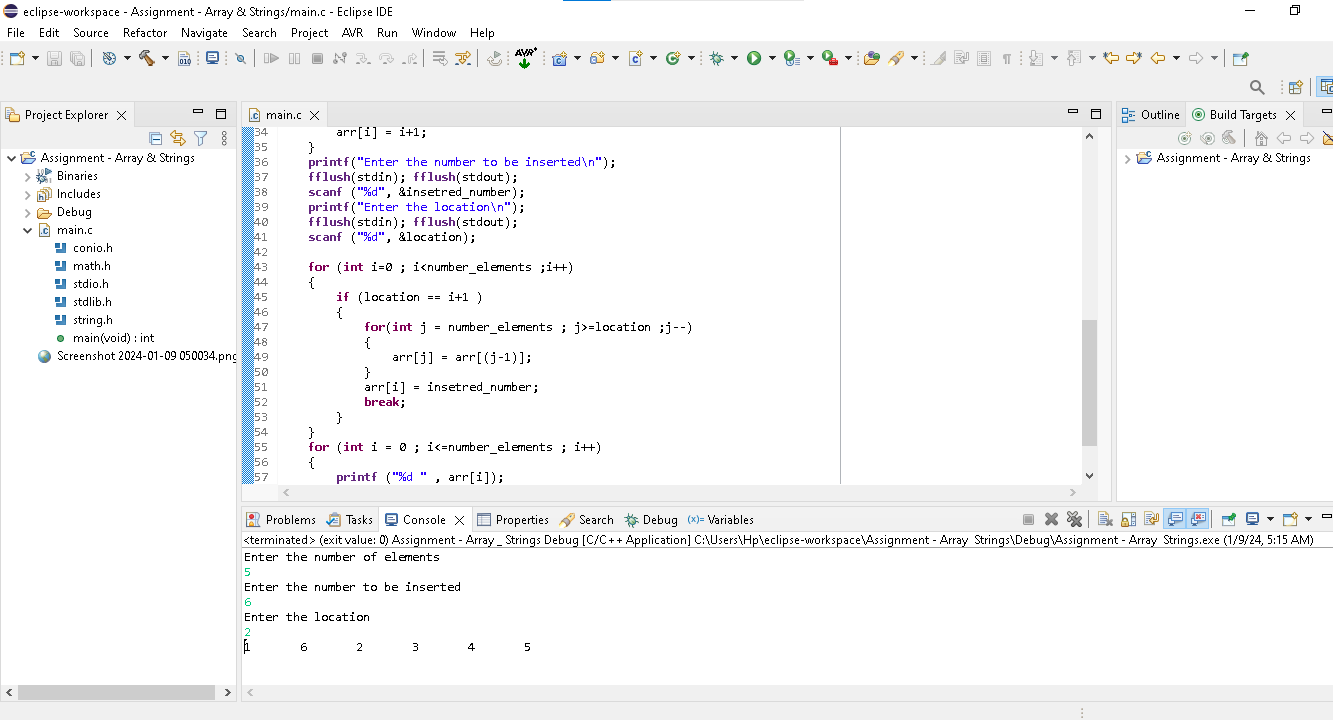 eclipse-workspace - Assignment - Array & Strings/main.c - Eclipse IDE
File Edit Source Refactor Navigate Search Project AVR Run Window Help
Project Explorer
Assignment - Array & Strings
Binaries
Includes
Debug
main.c
conio.h
math.h
stdio.h
stdlib.h
string.h
main(void) : int
Screenshot 2024-01-09 050034.png
main.c
34 arr[i] = i+1;
35 }
36 printf("Enter the number to be inserted\n");
37 fflush(stdin); fflush(stdout);
38 scanf ("%d", &insetred_number);
39 printf("Enter the location\n");
40 fflush(stdin); fflush(stdout);
41 scanf ("%d", &location);
42
43 for (int i=0 ; i<number_elements ;i++)
44 {
45 if (location == i+1 )
46 {
47 for(int j = number_elements ; j>=location ;j--)
48 {
49 arr[j] = arr[(j-1)];
50 }
51 arr[i] = insetred_number;
52 break;
53 }
54 }
55 for (int i = 0 ; i<=number_elements ; i++)
56 {
57 printf ("%d " , arr[i]);
Outline Build Targets
Assignment - Array & Strings
Problems Tasks Console Properties Search Debug Variables
<terminated> (exit value: 0) Assignment - Array _ Strings Debug [C/C++ Application] C:\Users\Hp\eclipse-workspace\Assignment - Array Strings\Debug\Assignment - Array Strings.exe (1/9/24, 5:15 AM)
Enter the number of elements
5
Enter the number to be inserted
6
Enter the location
2
1 6 2 3 4 5